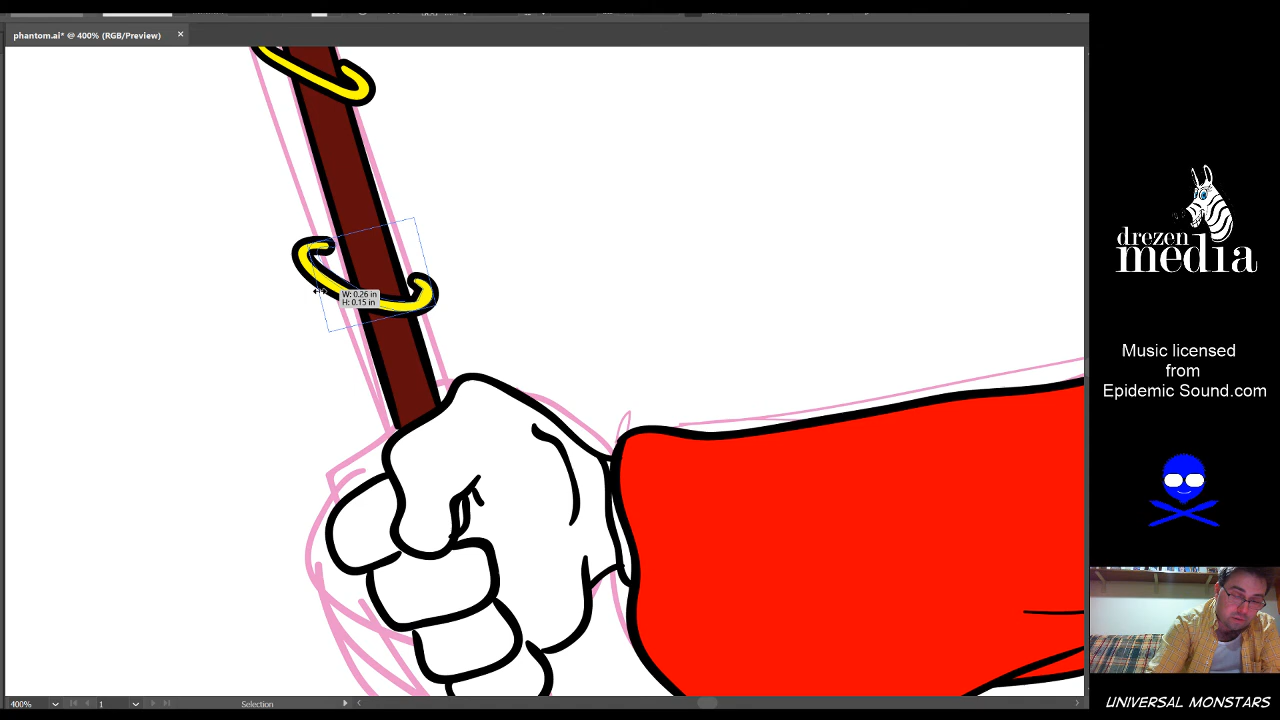 phantom.ai* @ 400% (RGB/Preview)
W: 0.26 in
H: 0.15 in
drezen
media
Music licensed
from
Epidemic Sound.com
400%
1
Selection
UNIVERSAL MONSTARS